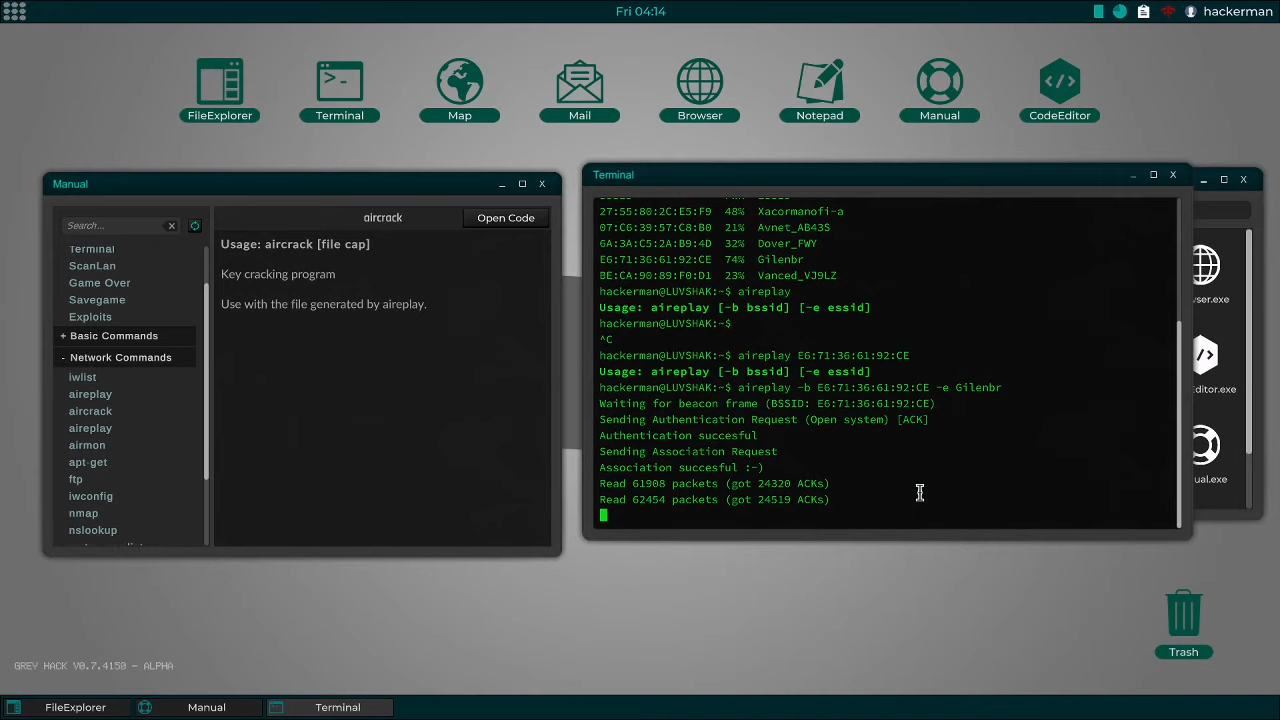 Fri 04:14
hackerman
FileExplorer
Terminal
Map
Mail
Browser
Notepad
Manual
CodeEditor
Manual
Search...
aircrack
Open Code
Terminal
ScanLan
Game Over
Savegame
Exploits
+ Basic Commands
- Network Commands
iwlist
aireplay
aircrack
aireplay
airmon
apt-get
ftp
iwconfig
nmap
nslookup
Usage: aircrack [file cap]
Key cracking program
Use with the file generated by aireplay.
Terminal
27:55:80:2C:E5:F9 48% Xacormanofi-a
07:C6:39:57:C8:B0 21% Avnet_AB43S
6A:3A:C5:2A:B9:4D 32% Dover_FWY
E6:71:36:61:92:CE 74% Gilenbr
BE:CA:90:89:F0:D1 23% Vanced_VJ9LZ
hackerman@LUVSHAK:~$ aireplay
Usage: aireplay [-b bssid] [-e essid]
hackerman@LUVSHAK:~$
^C
hackerman@LUVSHAK:~$ aireplay E6:71:36:61:92:CE
Usage: aireplay [-b bssid] [-e essid]
hackerman@LUVSHAK:~$ aireplay -b E6:71:36:61:92:CE -e Gilenbr
Waiting for beacon frame (BSSID: E6:71:36:61:92:CE)
Sending Authentication Request (Open system) [ACK]
Authentication succesful
Sending Association Request
Association succesful :-)
Read 61908 packets (got 24320 ACKs)
Read 62454 packets (got 24519 ACKs)
wser.exe
Editor.exe
ual.exe
Trash
GREY HACK V0.7.4150 - ALPHA
FileExplorer
Manual
Terminal